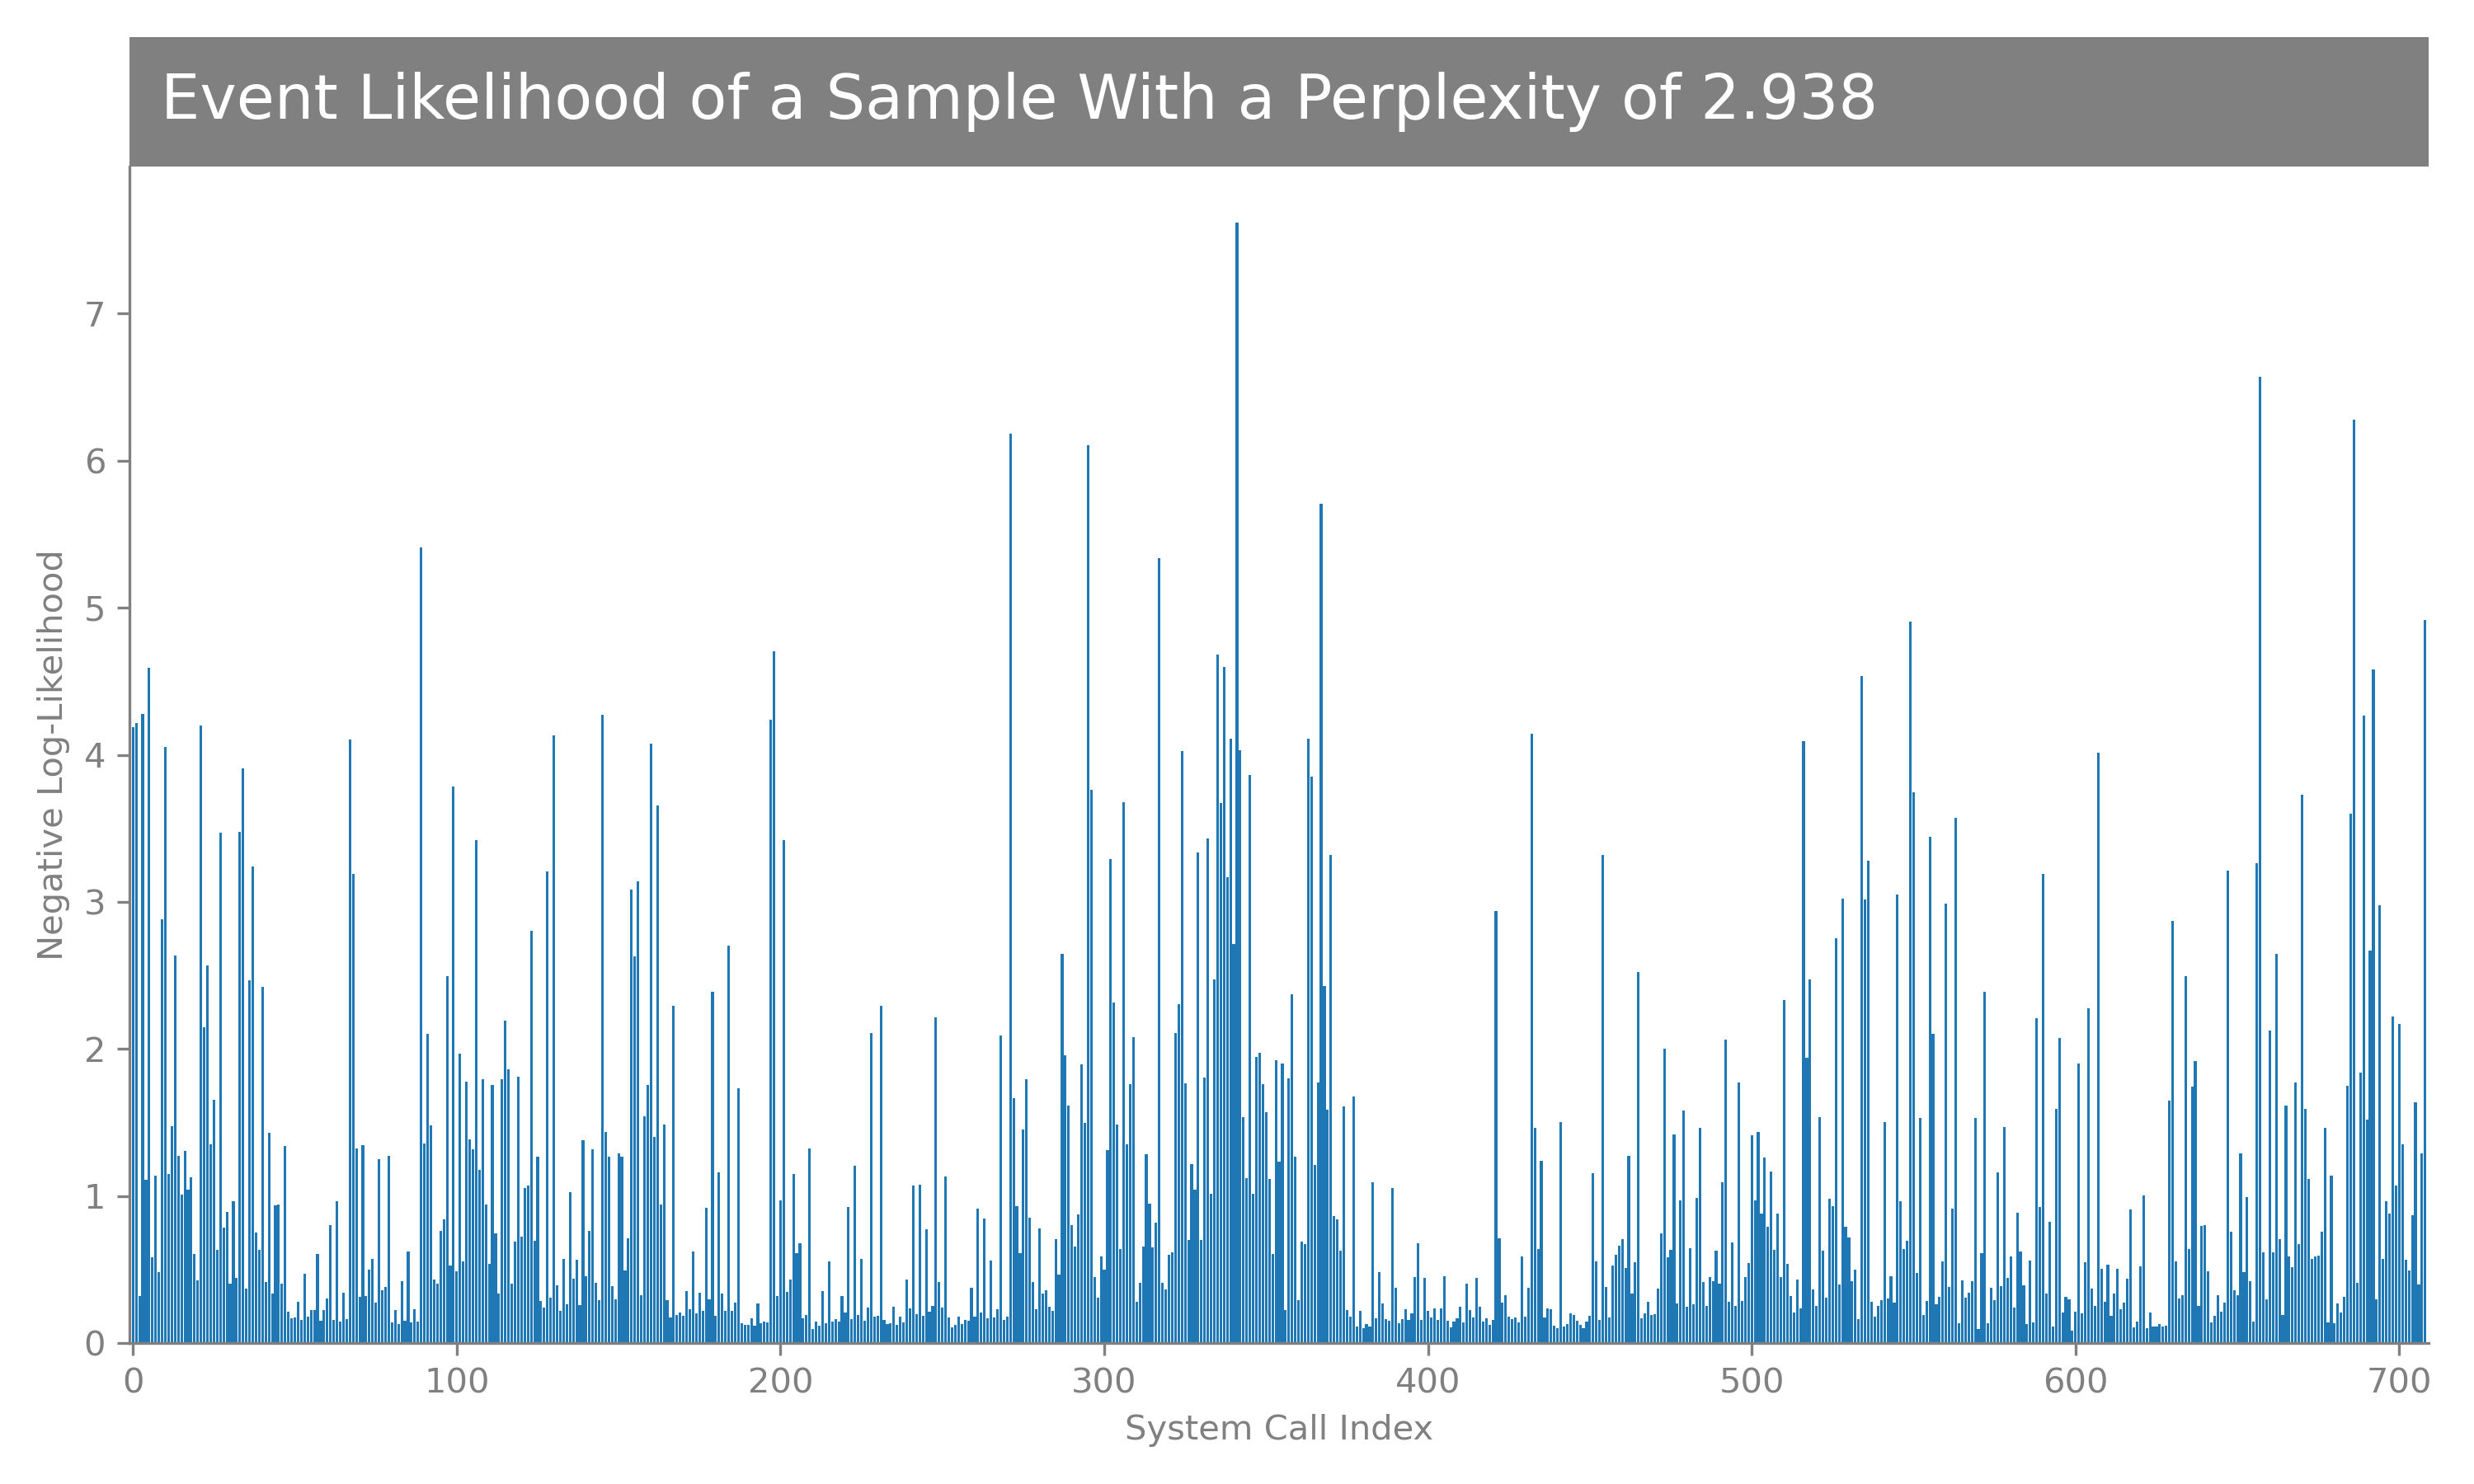 Event Likelihood of a Sample With a Perplexity of 2.938
Negative Log-Likelihood
7
6
5
4
3
2
1
0
0 100 200 300 400 500 600 700
System Call Index